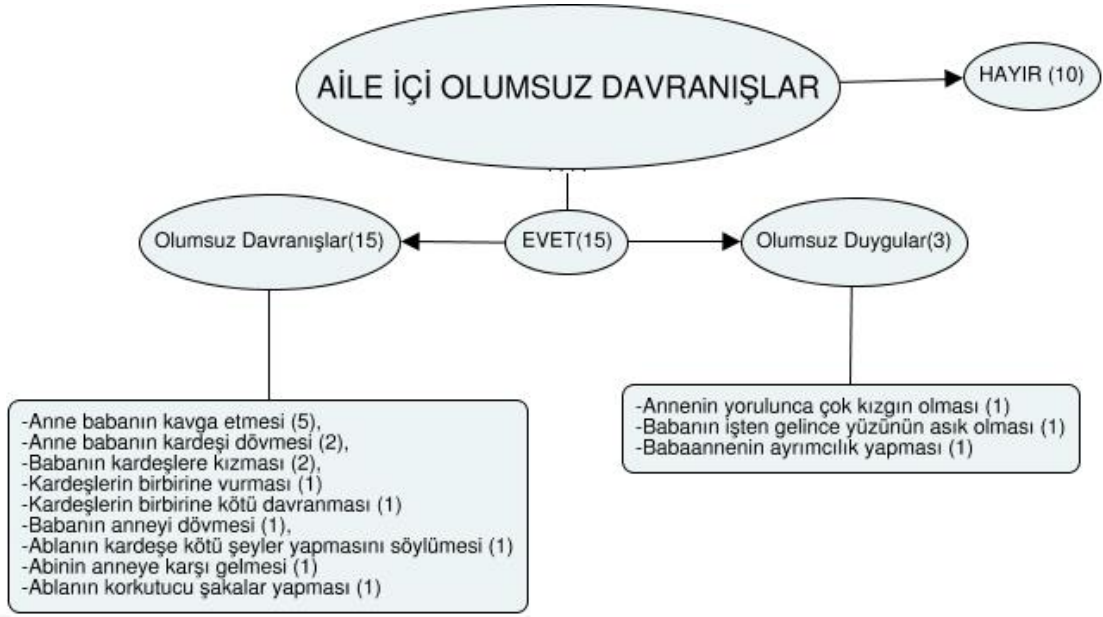 AİLE İÇİ OLUMSUZ DAVRANIŞLAR
HAYIR (10)
Olumsuz Davranışlar(15)
EVET(15)
Olumsuz Duygular(3)
-Anne babanın kavga etmesi (5),
-Anne babanın kardeşi dövmesi (2),
-Babanın kardeşlere kızması (2),
-Kardeşlerin birbirine vurması (1)
-Kardeşlerin birbirine kötü davranması (1)
-Babanın anneyi dövmesi (1),
-Ablanın kardeşe kötü şeyler yapmasını söylümesi (1)
-Abinin anneye karşı gelmesi (1)
-Ablanın korkutucu şakalar yapması (1)
-Annenin yorulunca çok kızgın olması (1)
-Babanın işten gelince yüzünün asık olması (1)
-Babaannenin ayrımcılık yapması (1)